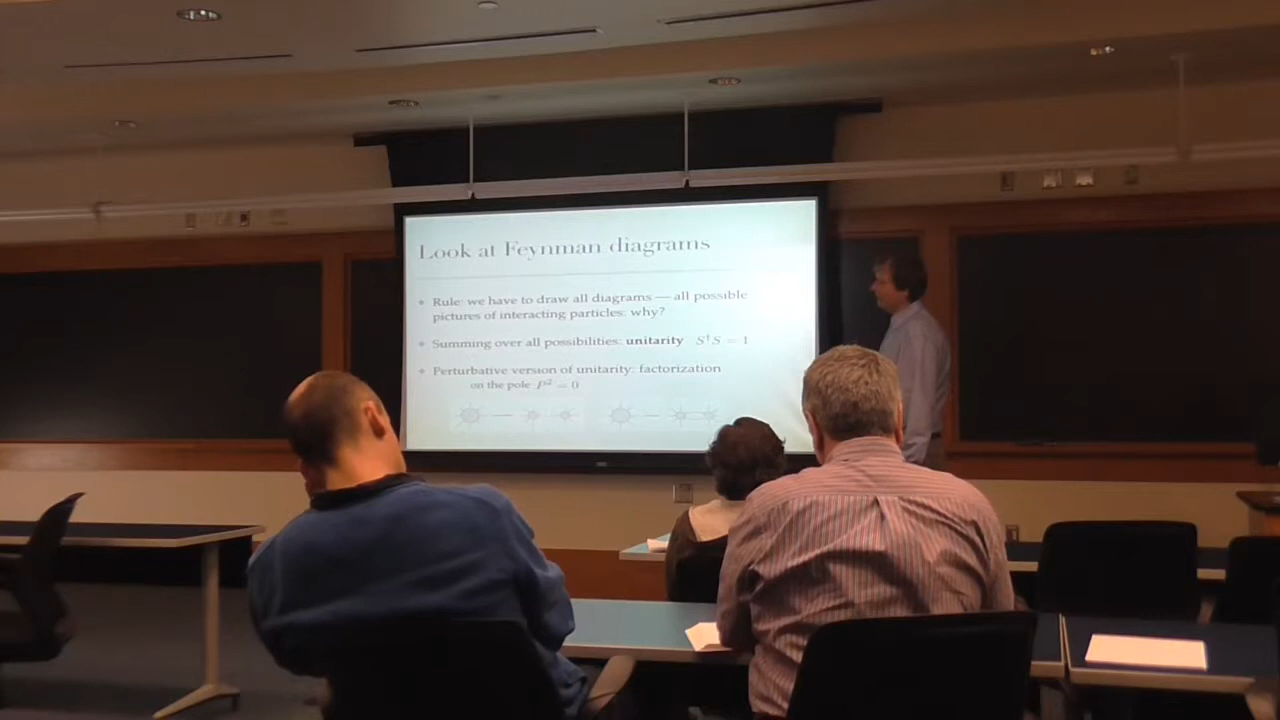 Look at Feynman diagrams
Rule: we have to draw all diagrams — all possible
pictures of interacting particles: why?
Summing over all possibilities: unitarity S†S = 1
Perturbative version of unitarity: factorization
on the pole P² = 0